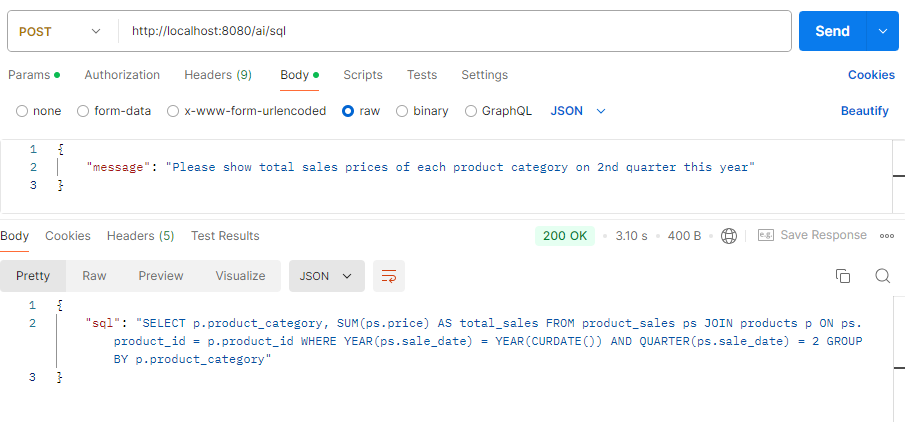 POST http://localhost:8080/ai/sql Send
Params Authorization Headers (9) Body Scripts Tests Settings Cookies
none form-data x-www-form-urlencoded raw binary GraphQL JSON Beautify
1 {
2 "message": "Please show total sales prices of each product category on 2nd quarter this year"
3 }
Body Cookies Headers (5) Test Results 200 OK 3.10 s 400 B e.g. Save Response
Pretty Raw Preview Visualize JSON
1 {
2 "sql": "SELECT p.product_category, SUM(ps.price) AS total_sales FROM product_sales ps JOIN products p ON ps.
product_id = p.product_id WHERE YEAR(ps.sale_date) = YEAR(CURDATE()) AND QUARTER(ps.sale_date) = 2 GROUP
BY p.product_category"
3 }